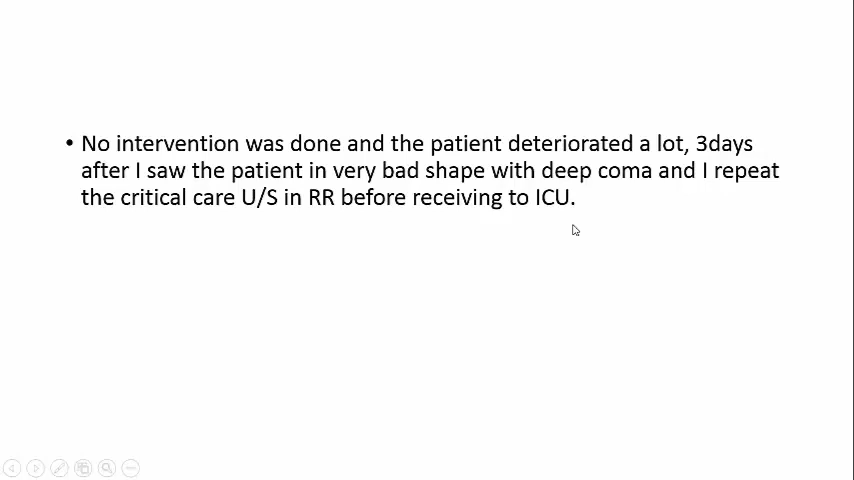 • No intervention was done and the patient deteriorated a lot, 3days
after I saw the patient in very bad shape with deep coma and I repeat
the critical care U/S in RR before receiving to ICU.